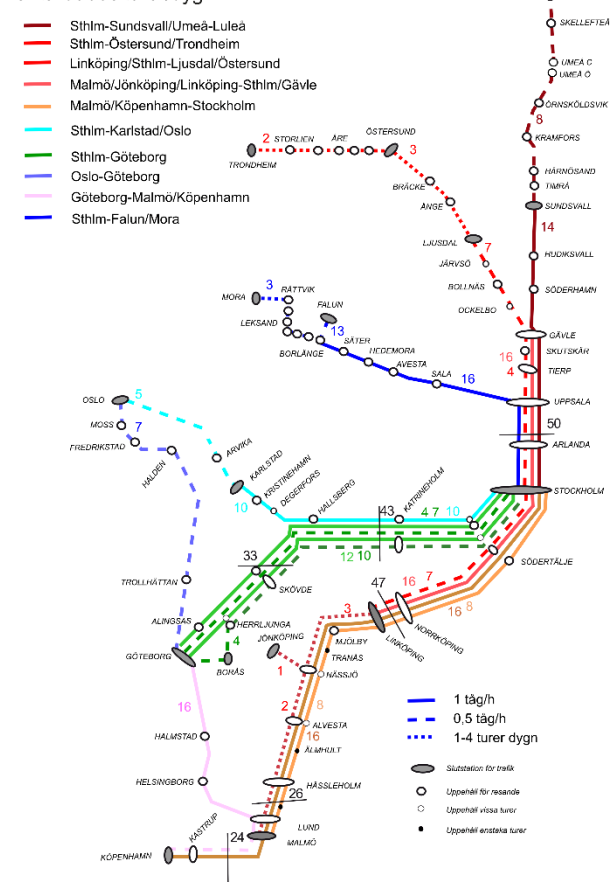 Sthlm-Sundsvall/Umeå-Luleå
Sthlm-Östersund/Trondheim
Linköping/Sthlm-Ljusdal/Östersund
Malmö/Jönköping/Linköping-Sthlm/Gävle
Malmö/Köpenhamn-Stockholm
Sthlm-Karlstad/Oslo
Sthlm-Göteborg
Oslo-Göteborg
Göteborg-Malmö/Köpenhamn
Sthlm-Falun/Mora
SKELLEFTEÅ
UMEÅ C
UMEÅ Ö
ÖRNSKÖLDSVIK
8
KRAMFORS
HÄRNÖSAND
TIMRÅ
SUNDSVALL
14
HUDIKSVALL
SÖDERHAMN
GÄVLE
2
STORLIEN
ÅRE
ÖSTERSUND
3
TRONDHEIM
BRÄCKE
ÅNGE
LJUSDAL
7
JÄRVSÖ
BOLLNÄS
OCKELBO
16
SKUTSKÄR
4
TIERP
MORA
3
RÄTTVIK
FALUN
LEKSAND
13
BORLÄNGE
SÄTER
HEDEMORA
AVESTA
SALA
16
UPPSALA
50
ARLANDA
STOCKHOLM
OSLO
5
MOSS
7
FREDRIKSTAD
HALDEN
ARVIKA
KARLSTAD
KRISTINEHAMN
DEGERFORS
10
HALLSBERG
43
KATRINEHOLM
4 7
10
12 10
33
SKÖVDE
TROLLHÄTTAN
ALINGSÅS
HERRLJUNGA
GÖTEBORG
4
BORÅS
SÖDERTÄLJE
47
16
7
16
8
NORRKÖPING
LINKÖPING
3
JÖNKÖPING
1
MJÖLBY
TRANÅS
NÄSSJÖ
8
2
ALVESTA
16
ÄLMHULT
HÄSSLEHOLM
26
LUND
MALMÖ
16
HALMSTAD
HELSINGBORG
KASTRUP
24
KÖPENHAMN
1 tåg/h
0,5 tåg/h
1-4 turer dygn
Slutstation för trafik
Uppehåll för resande
Uppehåll vissa turer
Uppehåll enstaka turer